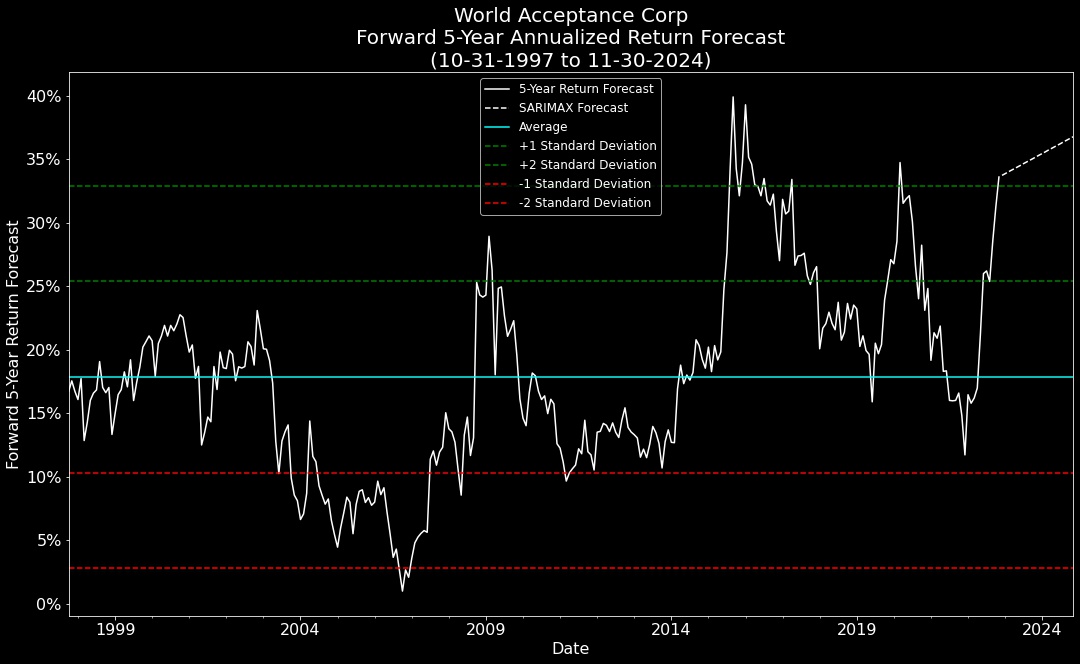 World Acceptance Corp
Forward 5-Year Annualized Return Forecast
(10-31-1997 to 11-30-2024)
5-Year Return Forecast
SARIMAX Forecast
Average
+1 Standard Deviation
+2 Standard Deviation
-1 Standard Deviation
-2 Standard Deviation
40%
35%
30%
25%
20%
15%
10%
5%
0%
Forward 5-Year Return Forecast
1999
2004
2009
2014
2019
2024
Date